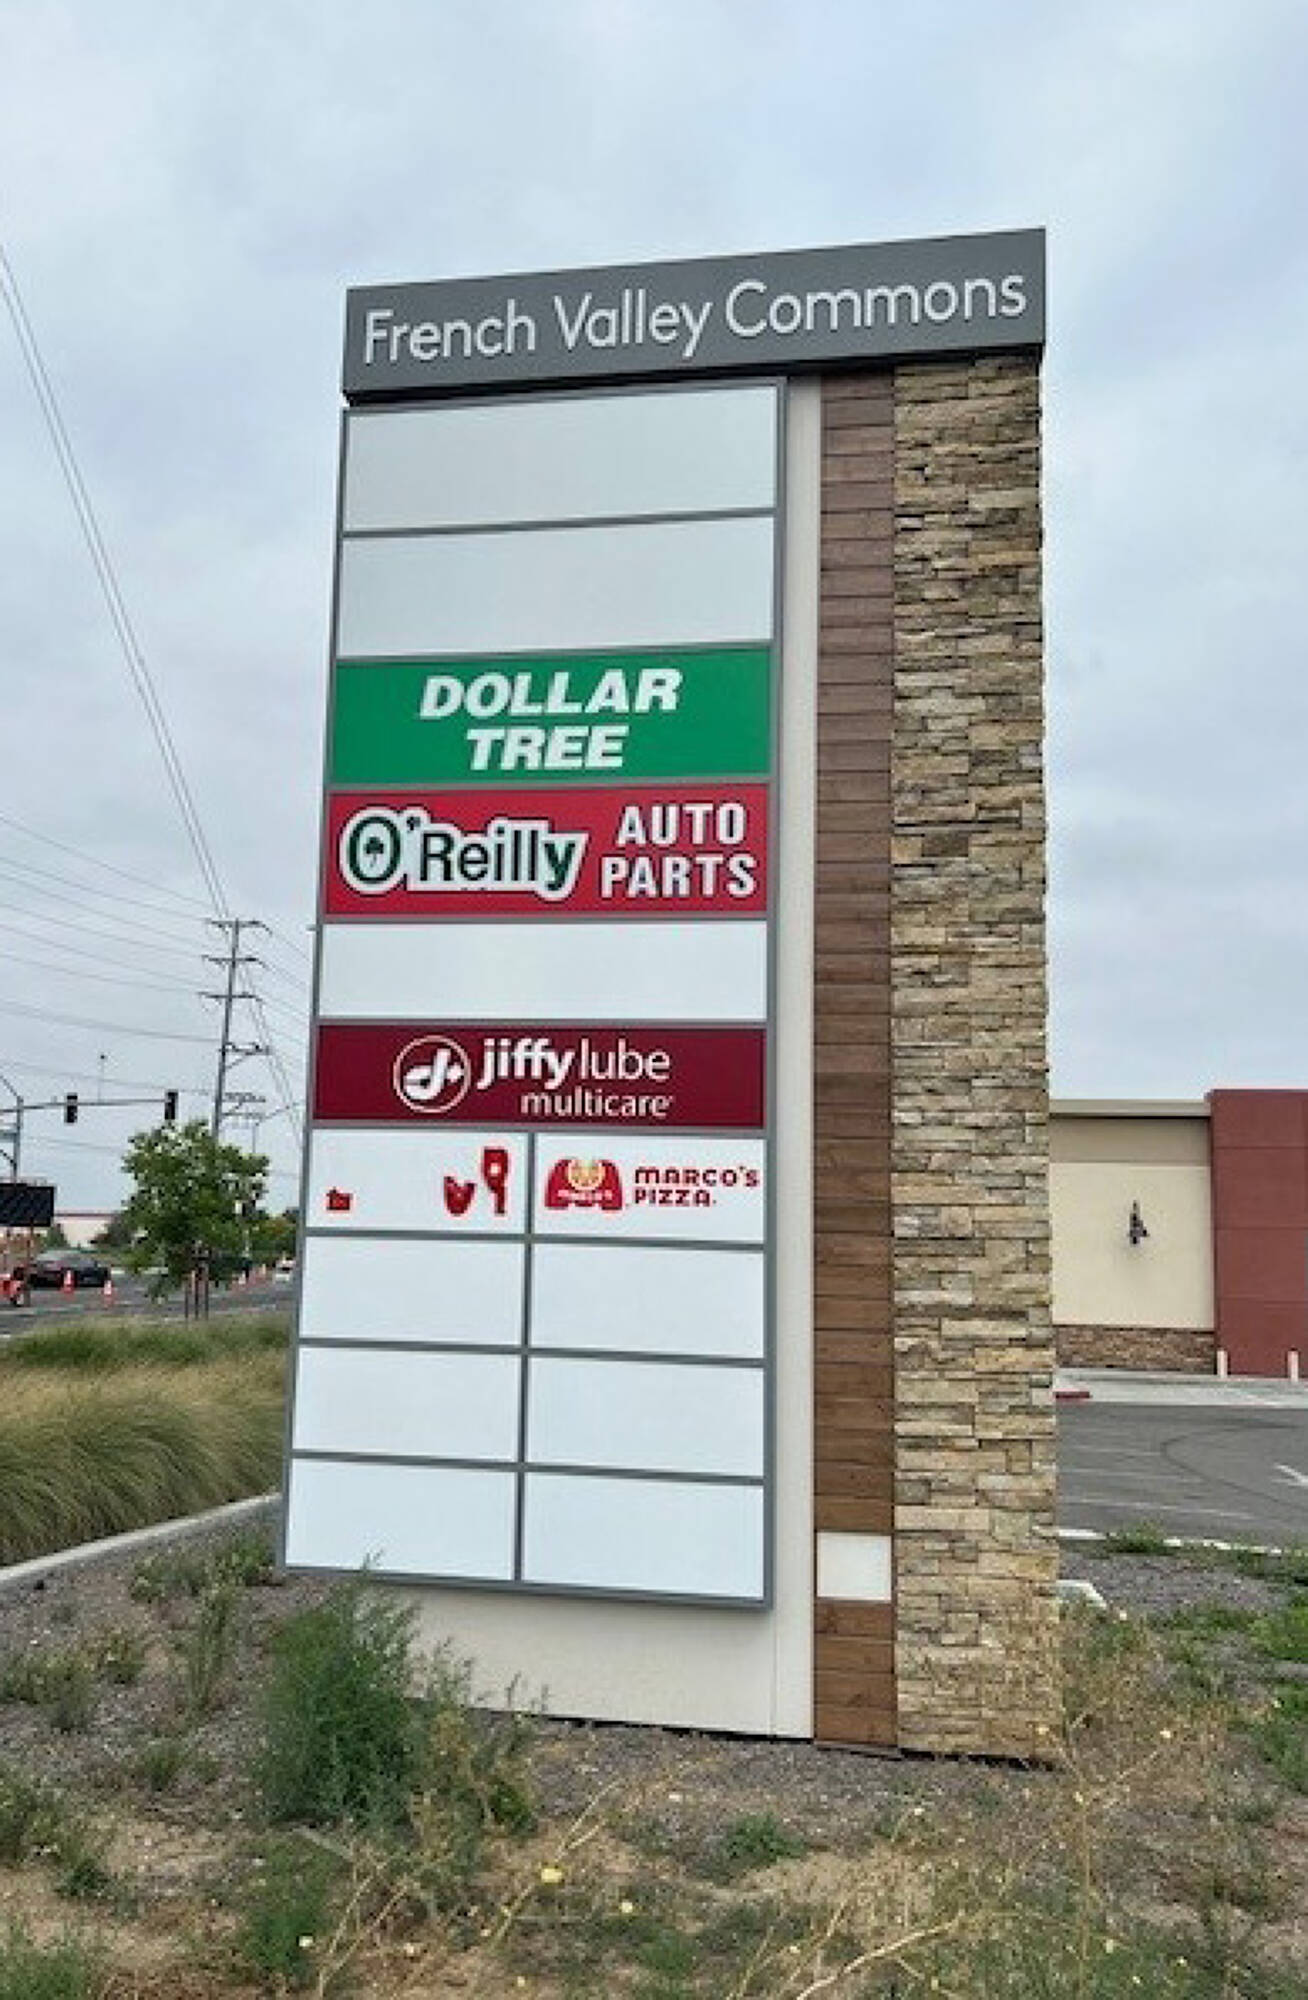 French Valley Commons
DOLLAR
TREE
O'Reilly AUTO
PARTS
jiffy lube
multicare
MARCO'S
PIZZA